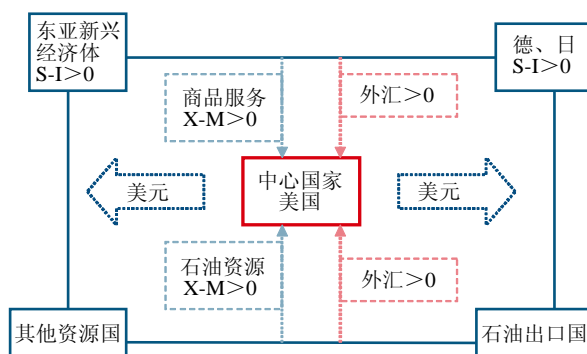 东亚新兴
经济体
S-I＞0
德、日
S-I＞0
商品服务
X-M＞0
外汇＞0
美元
中心国家
美国
美元
石油资源
X-M＞0
外汇＞0
其他资源国
石油出口国